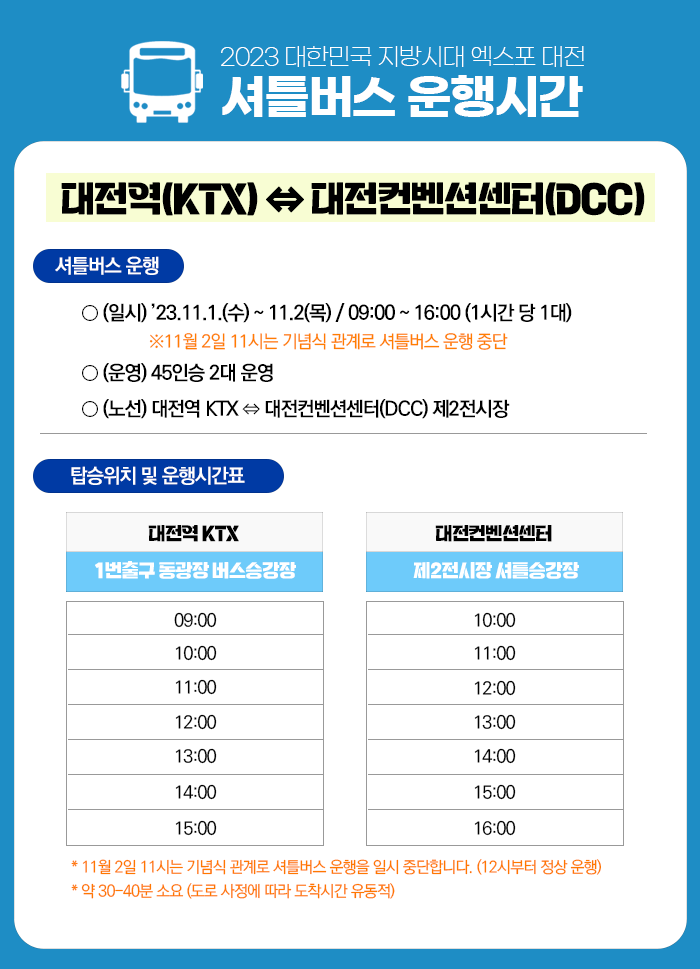 2023 대한민국 지방시대 엑스포 대전
셔틀버스 운행시간
대전역(KTX) ⇔ 대전컨벤션센터(DCC)
셔틀버스 운행
○ (일시) ’23.11.1.(수) ~ 11.2(목) / 09:00 ~ 16:00 (1시간 당 1대)
※11월 2일 11시는 기념식 관계로 셔틀버스 운행 중단
○ (운영) 45인승 2대 운영
○ (노선) 대전역 KTX ⇔ 대전컨벤션센터(DCC) 제2전시장
탑승위치 및 운행시간표
대전역 KTX 대전컨벤션센터
1번출구 동광장 버스승강장 제2전시장 셔틀승강장
09:00 10:00
10:00 11:00
11:00 12:00
12:00 13:00
13:00 14:00
14:00 15:00
15:00 16:00
* 11월 2일 11시는 기념식 관계로 셔틀버스 운행을 일시 중단합니다. (12시부터 정상 운행)
* 약 30-40분 소요 (도로 사정에 따라 도착시간 유동적)